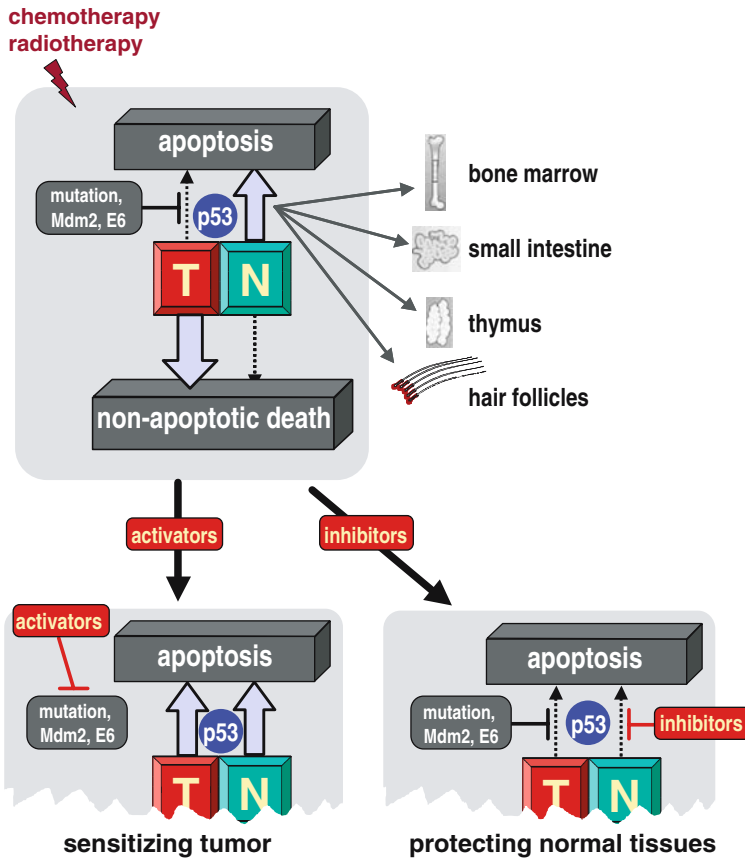 chemotherapy
radiotherapy
apoptosis
mutation,
Mdm2, E6
p53
T
N
non-apoptotic death
bone marrow
small intestine
thymus
hair follicles
activators
inhibitors
activators
apoptosis
mutation,
Mdm2, E6
p53
T
N
sensitizing tumor
apoptosis
mutation,
Mdm2, E6
p53
inhibitors
T
N
protecting normal tissues